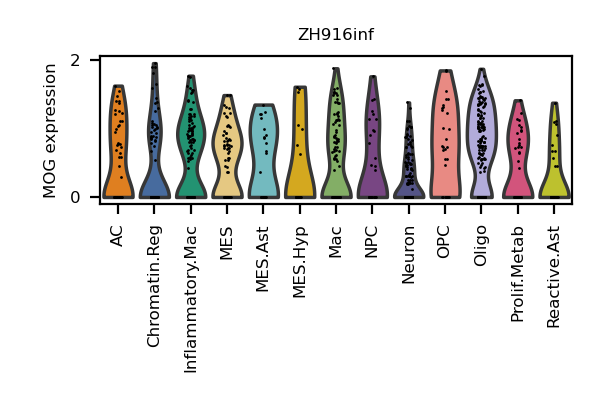 ZH916inf
MOG expression
2
0
AC
Chromatin.Reg
Inflammatory.Mac
MES
MES.Ast
MES.Hyp
Mac
NPC
Neuron
OPC
Oligo
Prolif.Metab
Reactive.Ast